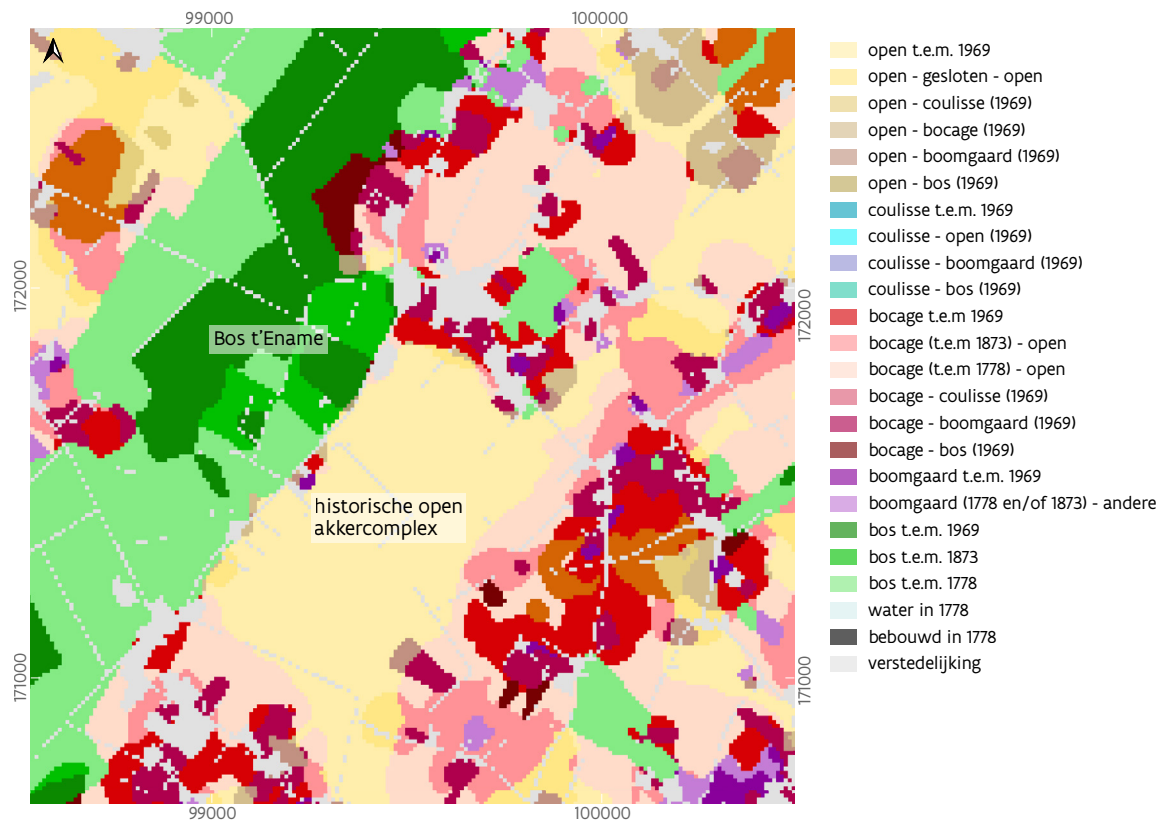 99000
100000
172000
172000
171000
171000
Bos t'Ename
historische open
akkercomplex
99000
100000
open t.e.m. 1969
open - gesloten - open
open - coulisse (1969)
open - bocage (1969)
open - boomgaard (1969)
open - bos (1969)
coulisse t.e.m. 1969
coulisse - open (1969)
coulisse - boomgaard (1969)
coulisse - bos (1969)
bocage t.e.m 1969
bocage (t.e.m 1873) - open
bocage (t.e.m 1778) - open
bocage - coulisse (1969)
bocage - boomgaard (1969)
bocage - bos (1969)
boomgaard t.e.m. 1969
boomgaard (1778 en/of 1873) - andere
bos t.e.m. 1969
bos t.e.m. 1873
bos t.e.m. 1778
water in 1778
bebouwd in 1778
verstedelijking